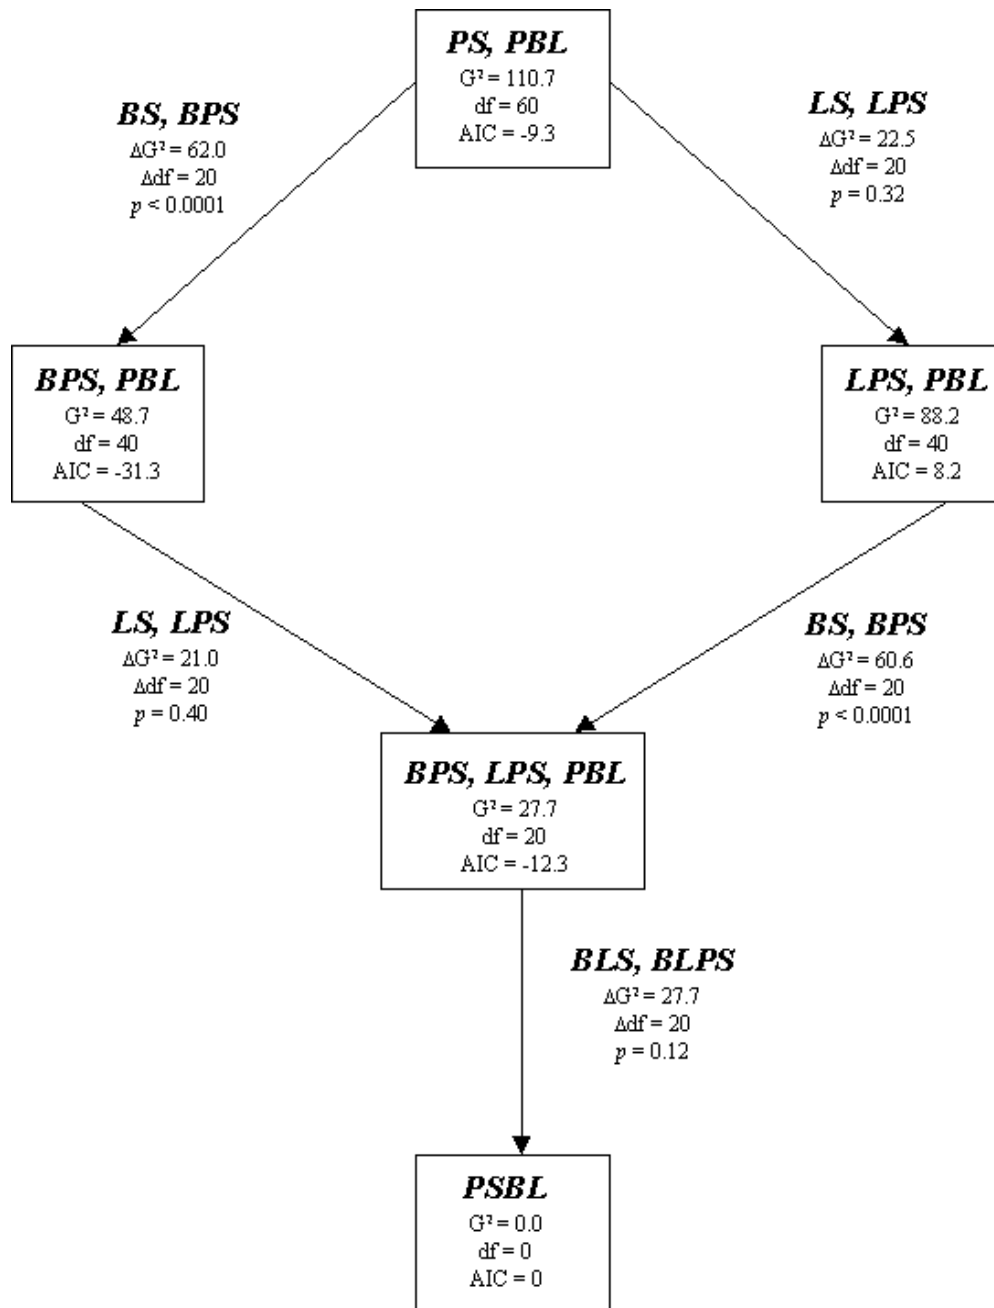 PS, PBL
G² = 110.7
df = 60
AIC = -9.3
BS, BPS
ΔG² = 62.0
Δdf = 20
p < 0.0001
LS, LPS
ΔG² = 22.5
Δdf = 20
p = 0.32
BPS, PBL
G² = 48.7
df = 40
AIC = -31.3
LPS, PBL
G² = 88.2
df = 40
AIC = 8.2
LS, LPS
ΔG² = 21.0
Δdf = 20
p = 0.40
BS, BPS
ΔG² = 60.6
Δdf = 20
p < 0.0001
BPS, LPS, PBL
G² = 27.7
df = 20
AIC = -12.3
BLS, BLPS
ΔG² = 27.7
Δdf = 20
p = 0.12
PSBL
G² = 0.0
df = 0
AIC = 0